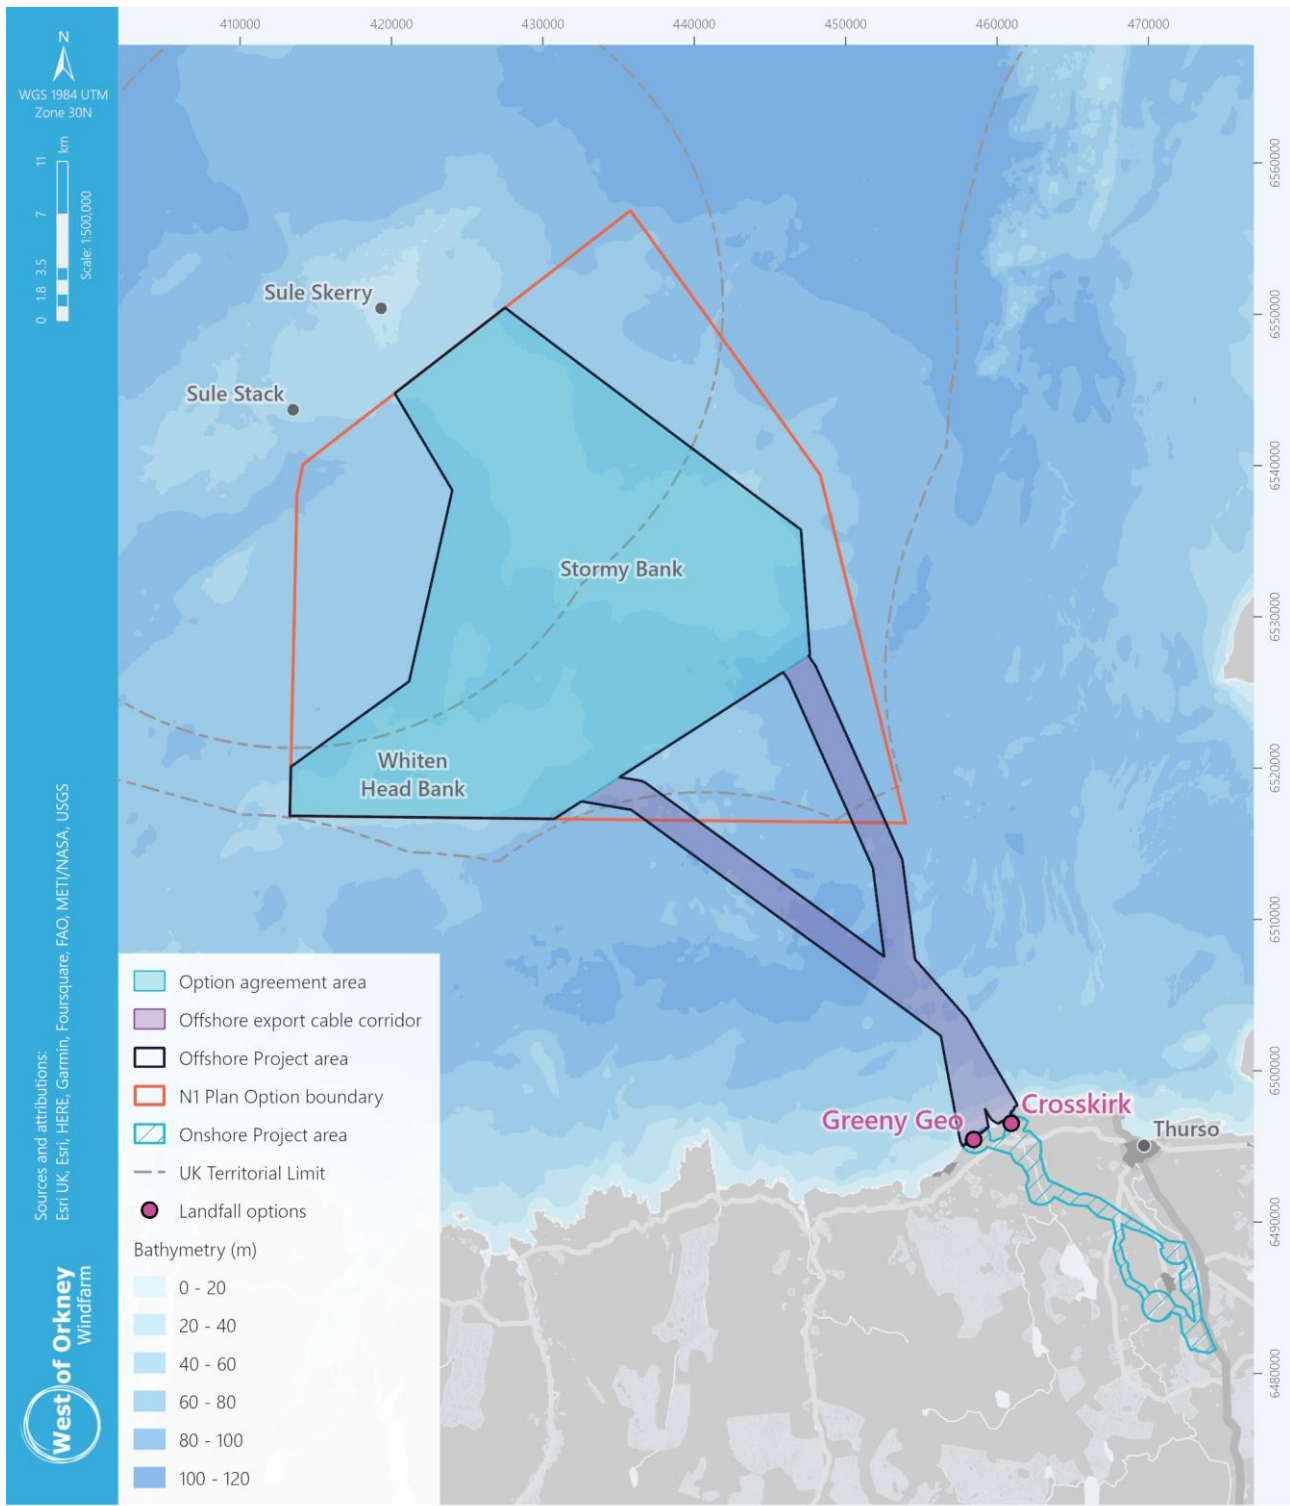 410000 420000 430000 440000 450000 460000 470000
N
WGS 1984 UTM
Zone 30N
km
0 1.8 3.5 7 11
Scale: 1:500,000
6560000
6550000
6540000
6530000
6520000
6510000
6500000
6490000
6480000
Sule Skerry
Sule Stack
Stormy Bank
Whiten
Head Bank
Greeny Geo
Crosskirk
Thurso
Option agreement area
Offshore export cable corridor
Offshore Project area
N1 Plan Option boundary
Onshore Project area
UK Territorial Limit
Landfall options
Bathymetry (m)
0 - 20
20 - 40
40 - 60
60 - 80
80 - 100
100 - 120
Sources and attributions:
Esri UK, Esri, HERE, Garmin, Foursquare, FAO, METI/NASA, USGS
West of Orkney
Windfarm